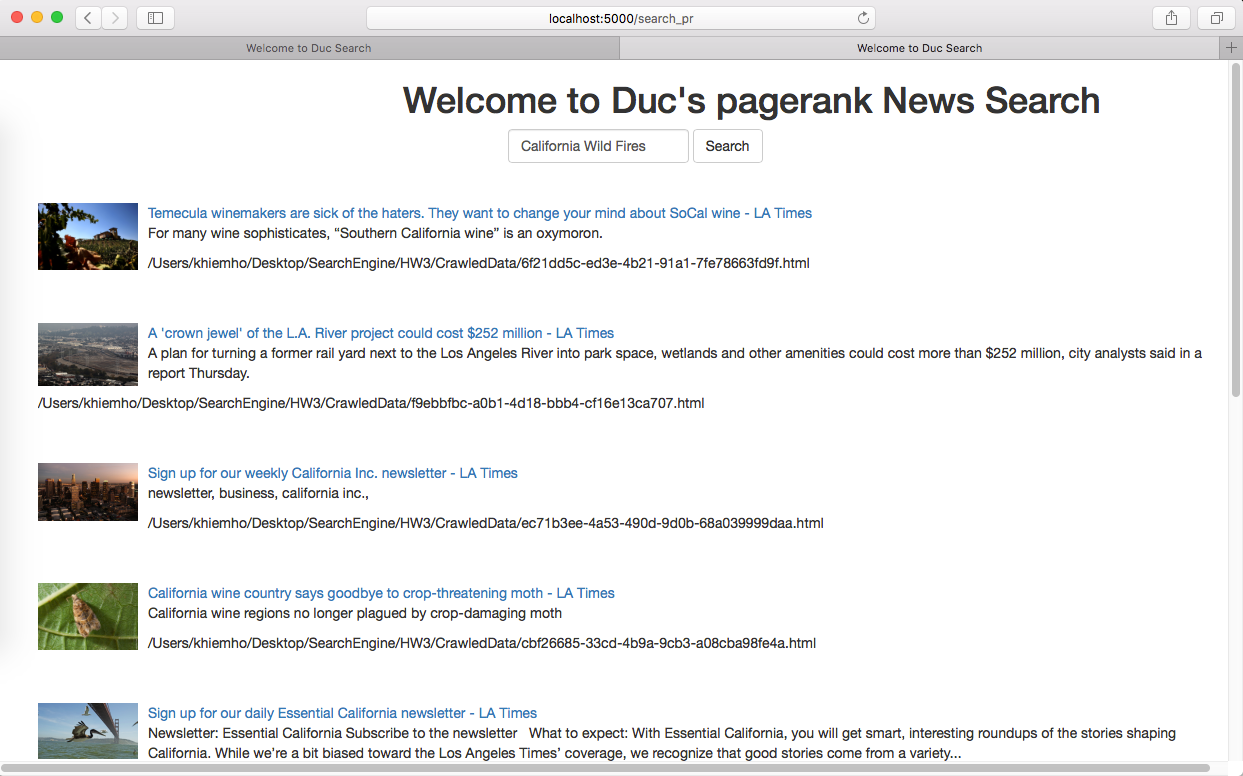 localhost:5000/search_pr
Welcome to Duc Search
Welcome to Duc Search
Welcome to Duc's pagerank News Search
California Wild Fires
Search
Temecula winemakers are sick of the haters. They want to change your mind about SoCal wine - LA Times
For many wine sophisticates, “Southern California wine” is an oxymoron.
/Users/khiemho/Desktop/SearchEngine/HW3/CrawledData/6f21dd5c-ed3e-4b21-91a1-7fe78663fd9f.html
A 'crown jewel' of the L.A. River project could cost $252 million - LA Times
A plan for turning a former rail yard next to the Los Angeles River into park space, wetlands and other amenities could cost more than $252 million, city analysts said in a
report Thursday.
/Users/khiemho/Desktop/SearchEngine/HW3/CrawledData/f9ebbfbc-a0b1-4d18-bbb4-cf16e13ca707.html
Sign up for our weekly California Inc. newsletter - LA Times
newsletter, business, california inc.,
/Users/khiemho/Desktop/SearchEngine/HW3/CrawledData/ec71b3ee-4a53-490d-9d0b-68a039999daa.html
California wine country says goodbye to crop-threatening moth - LA Times
California wine regions no longer plagued by crop-damaging moth
/Users/khiemho/Desktop/SearchEngine/HW3/CrawledData/cbf26685-33cd-4b9a-9cb3-a08cba98fe4a.html
Sign up for our daily Essential California newsletter - LA Times
Newsletter: Essential California Subscribe to the newsletter   What to expect: With Essential California, you will get smart, interesting roundups of the stories shaping
California. While we're a bit biased toward the Los Angeles Times’ coverage, we recognize that good stories come from a variety...